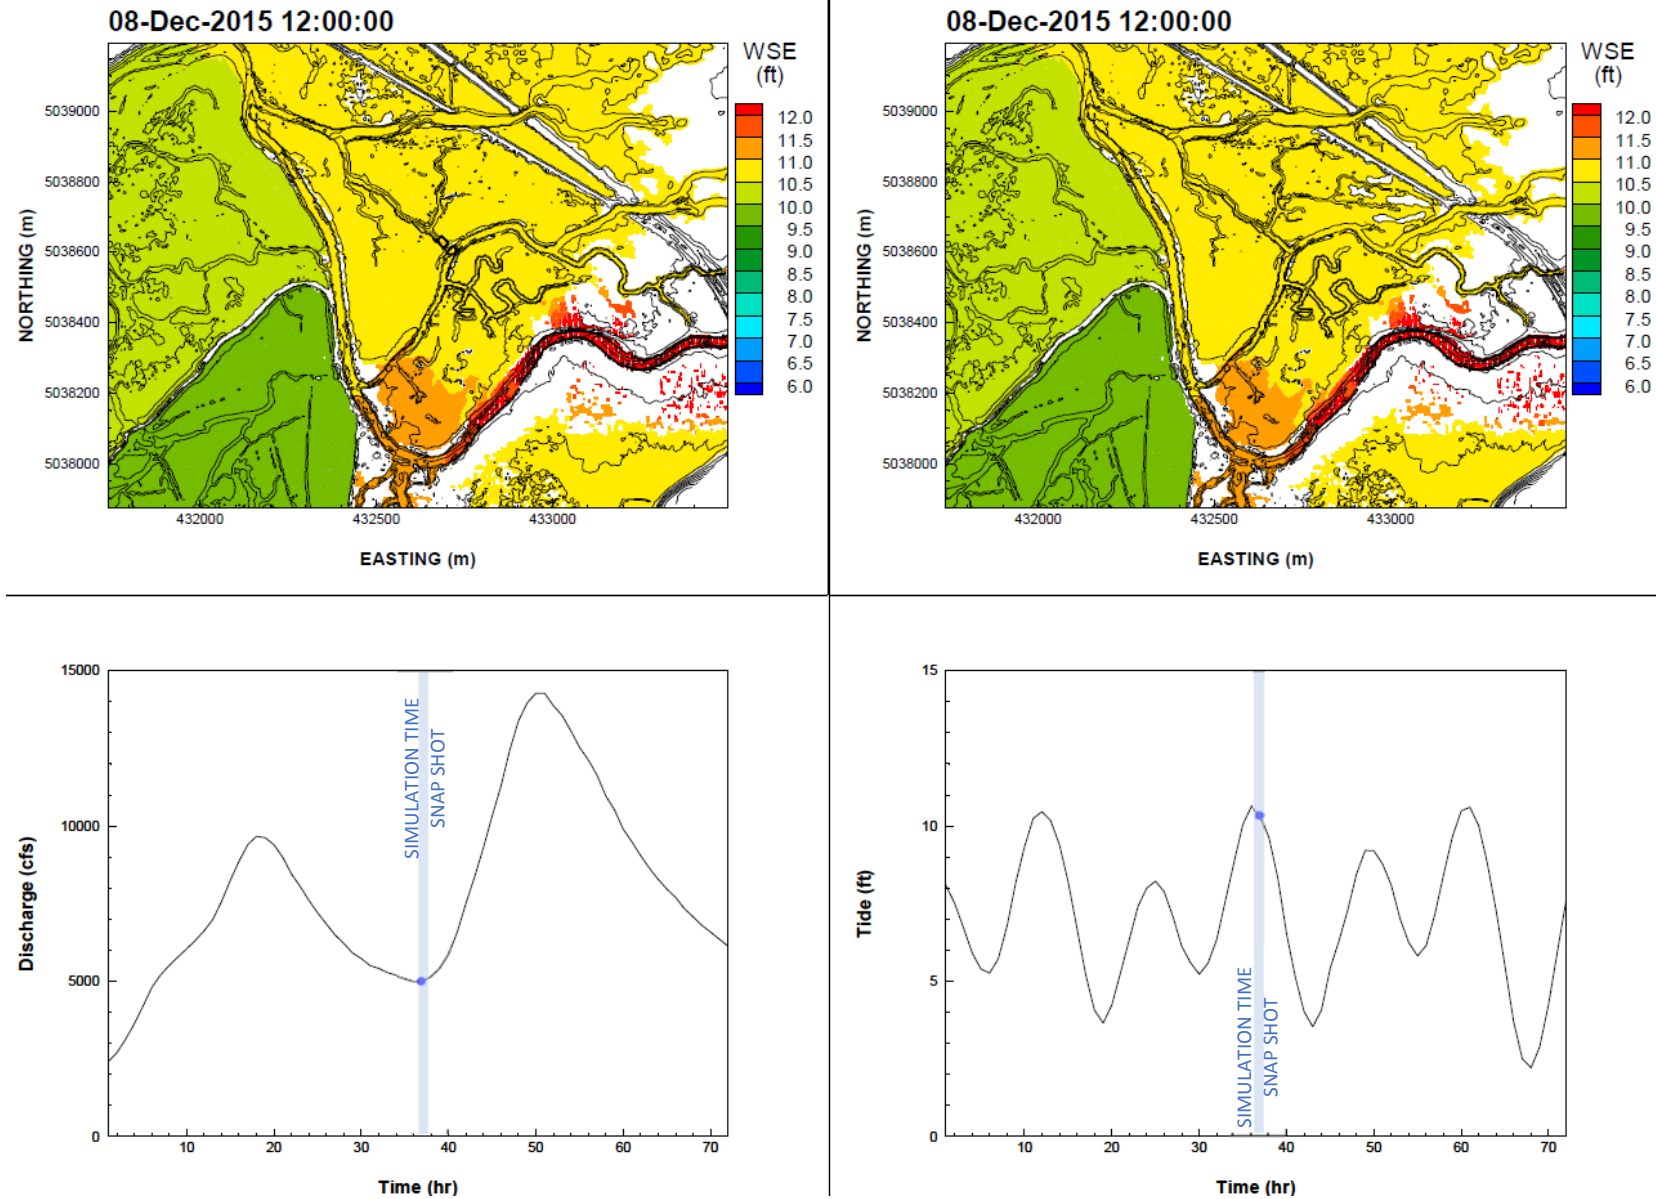 08-Dec-2015 12:00:00
WSE
(ft)
12.0
11.5
11.0
10.5
10.0
9.5
9.0
8.5
8.0
7.5
7.0
6.5
6.0
5039000
5038800
5038600
5038400
5038200
5038000
NORTHING (m)
432000 432500 433000
EASTING (m)
08-Dec-2015 12:00:00
WSE
(ft)
12.0
11.5
11.0
10.5
10.0
9.5
9.0
8.5
8.0
7.5
7.0
6.5
6.0
5039000
5038800
5038600
5038400
5038200
5038000
NORTHING (m)
432000 432500 433000
EASTING (m)
15000
10000
5000
0
Discharge (cfs)
SIMULATION TIME
SNAP SHOT
10 20 30 40 50 60 70
Time (hr)
15
10
5
0
Tide (ft)
SIMULATION TIME
SNAP SHOT
10 20 30 40 50 60 70
Time (hr)